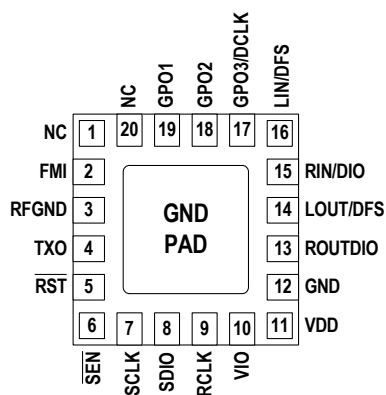 NC
GPO1
GPO2
GPO3/DCLK
LIN/DFS
NC 1 20 19 18 17 16
FMI 2 15 RIN/DIO
RFGND 3 14 LOUT/DFS
GND
PAD
TXO 4 13 ROUTDIO
RST 5 12 GND
6 7 8 9 10 11 VDD
SEN
SCLK
SDIO
RCLK
VIO